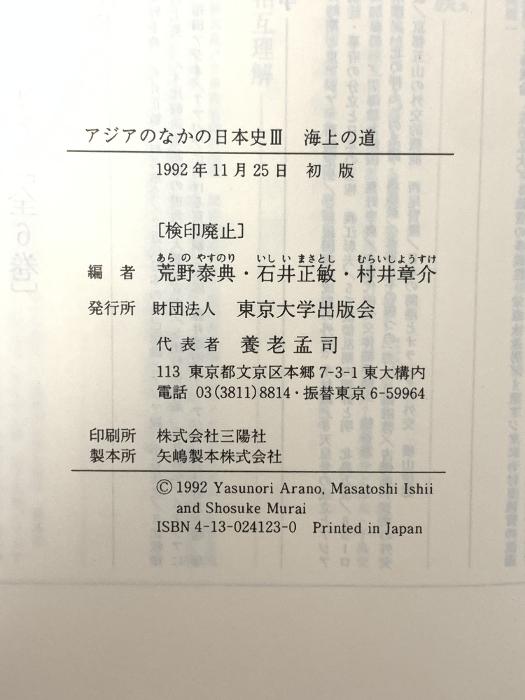 アジアのなかの日本史Ⅲ 海上の道
1992年11月25日 初版
[検印廃止]
あらの やすのり いしい まさとし むらいしようすけ
編者 荒野泰典・石井正敏・村井章介
発行所 財団法人 東京大学出版会
代表者 養老孟司
113 東京都文京区本郷7-3-1東大構内
電話 03(3811)8814・振替東京6-59964
印刷所 株式会社三陽社
製本所 矢嶋製本株式会社
© 1992 Yasunori Arano, Masatoshi Ishii
and Shosuke Murai
ISBN 4-13-024123-0 Printed in Japan